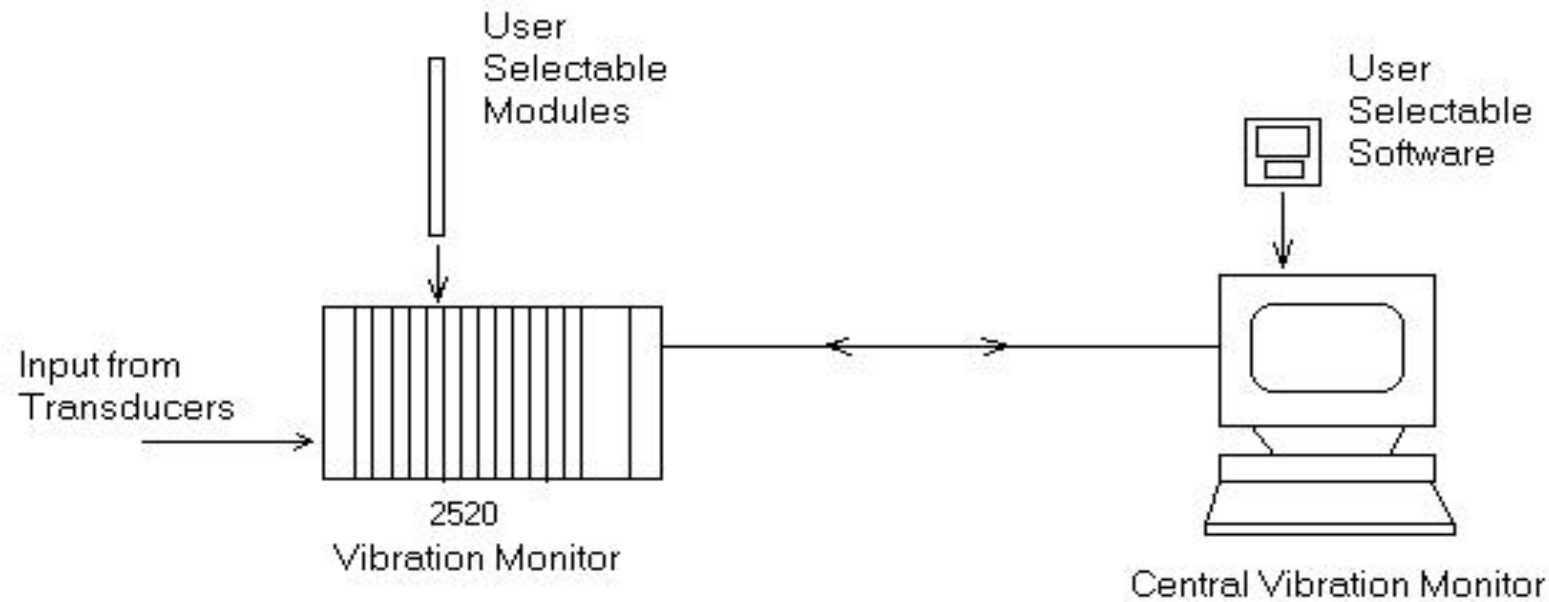 User
Selectable
Modules
User
Selectable
Software
Input from
Transducers
2520
Vibration Monitor
Central Vibration Monitor